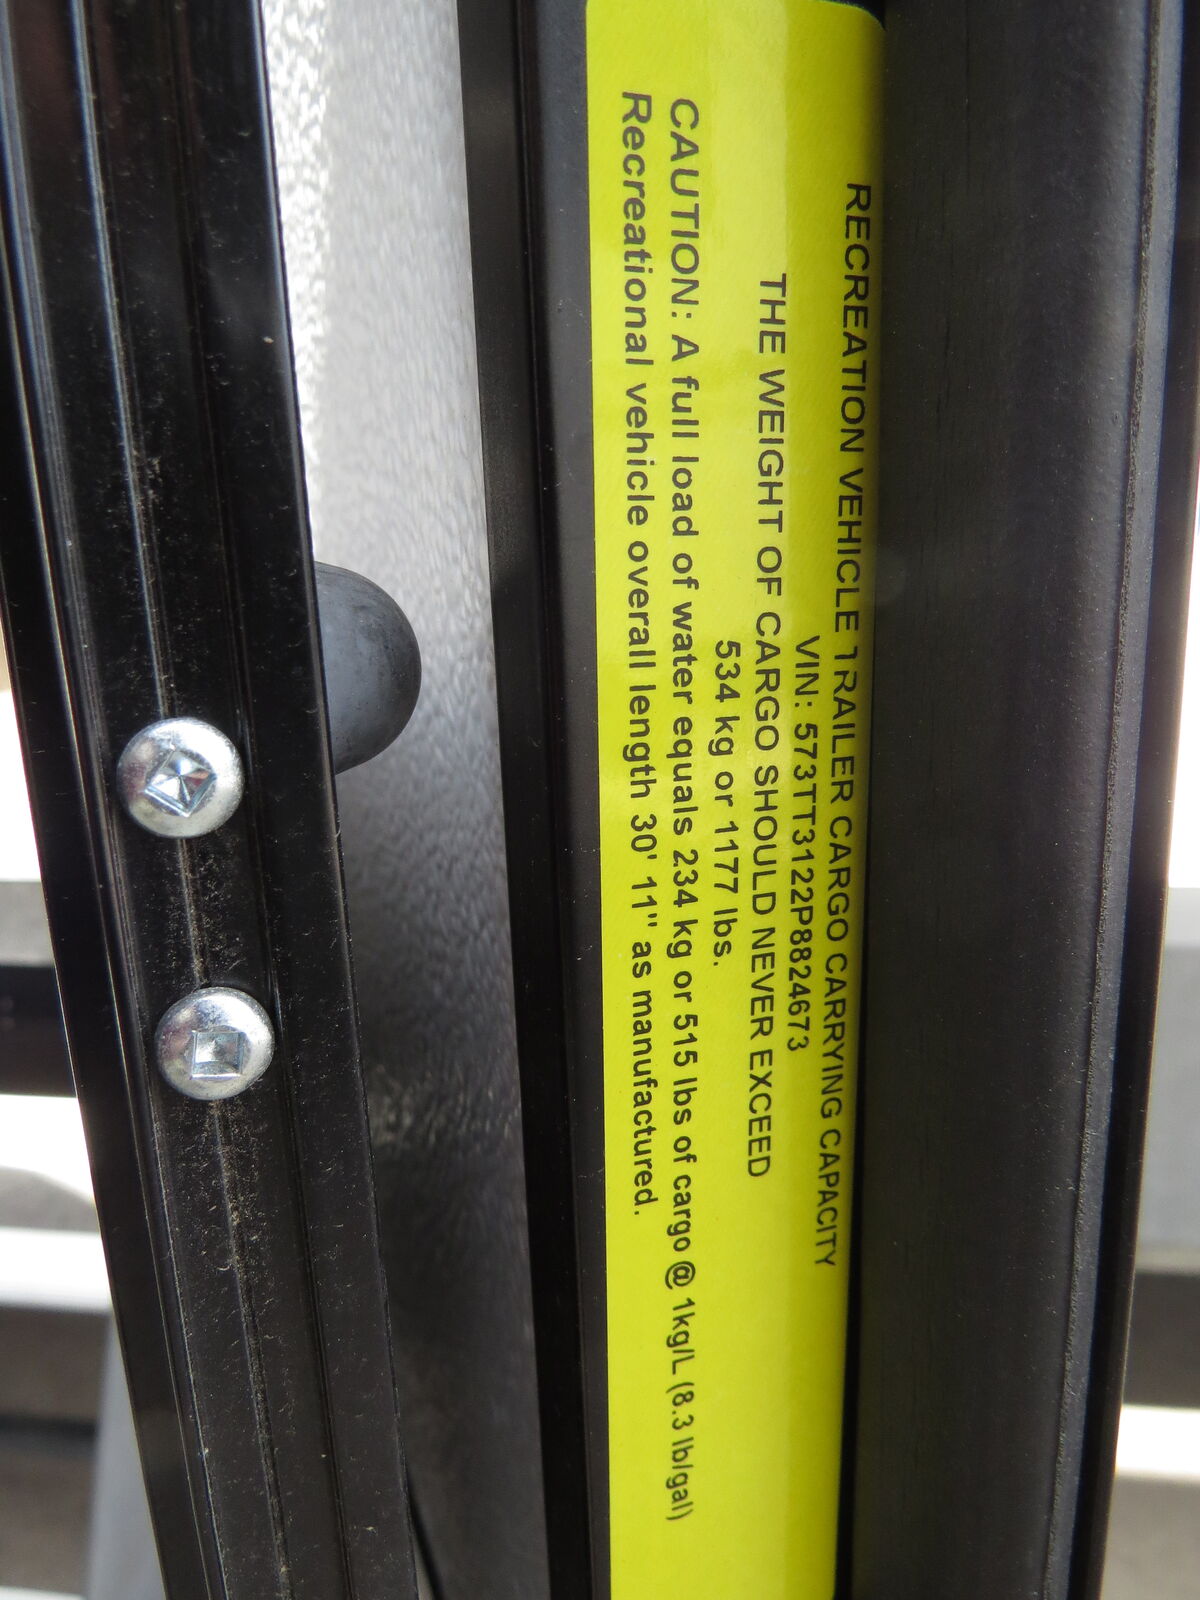 RECREATION VEHICLE TRAILER CARGO CARRYING CAPACITY
VIN: 573TT3122P8824673
THE WEIGHT OF CARGO SHOULD NEVER EXCEED
534 kg or 1177 lbs.
CAUTION: A full load of water equals 234 kg or 515 lbs of cargo @ 1kg/L (8.3 lb/gal)
Recreational vehicle overall length 30' 11" as manufactured.